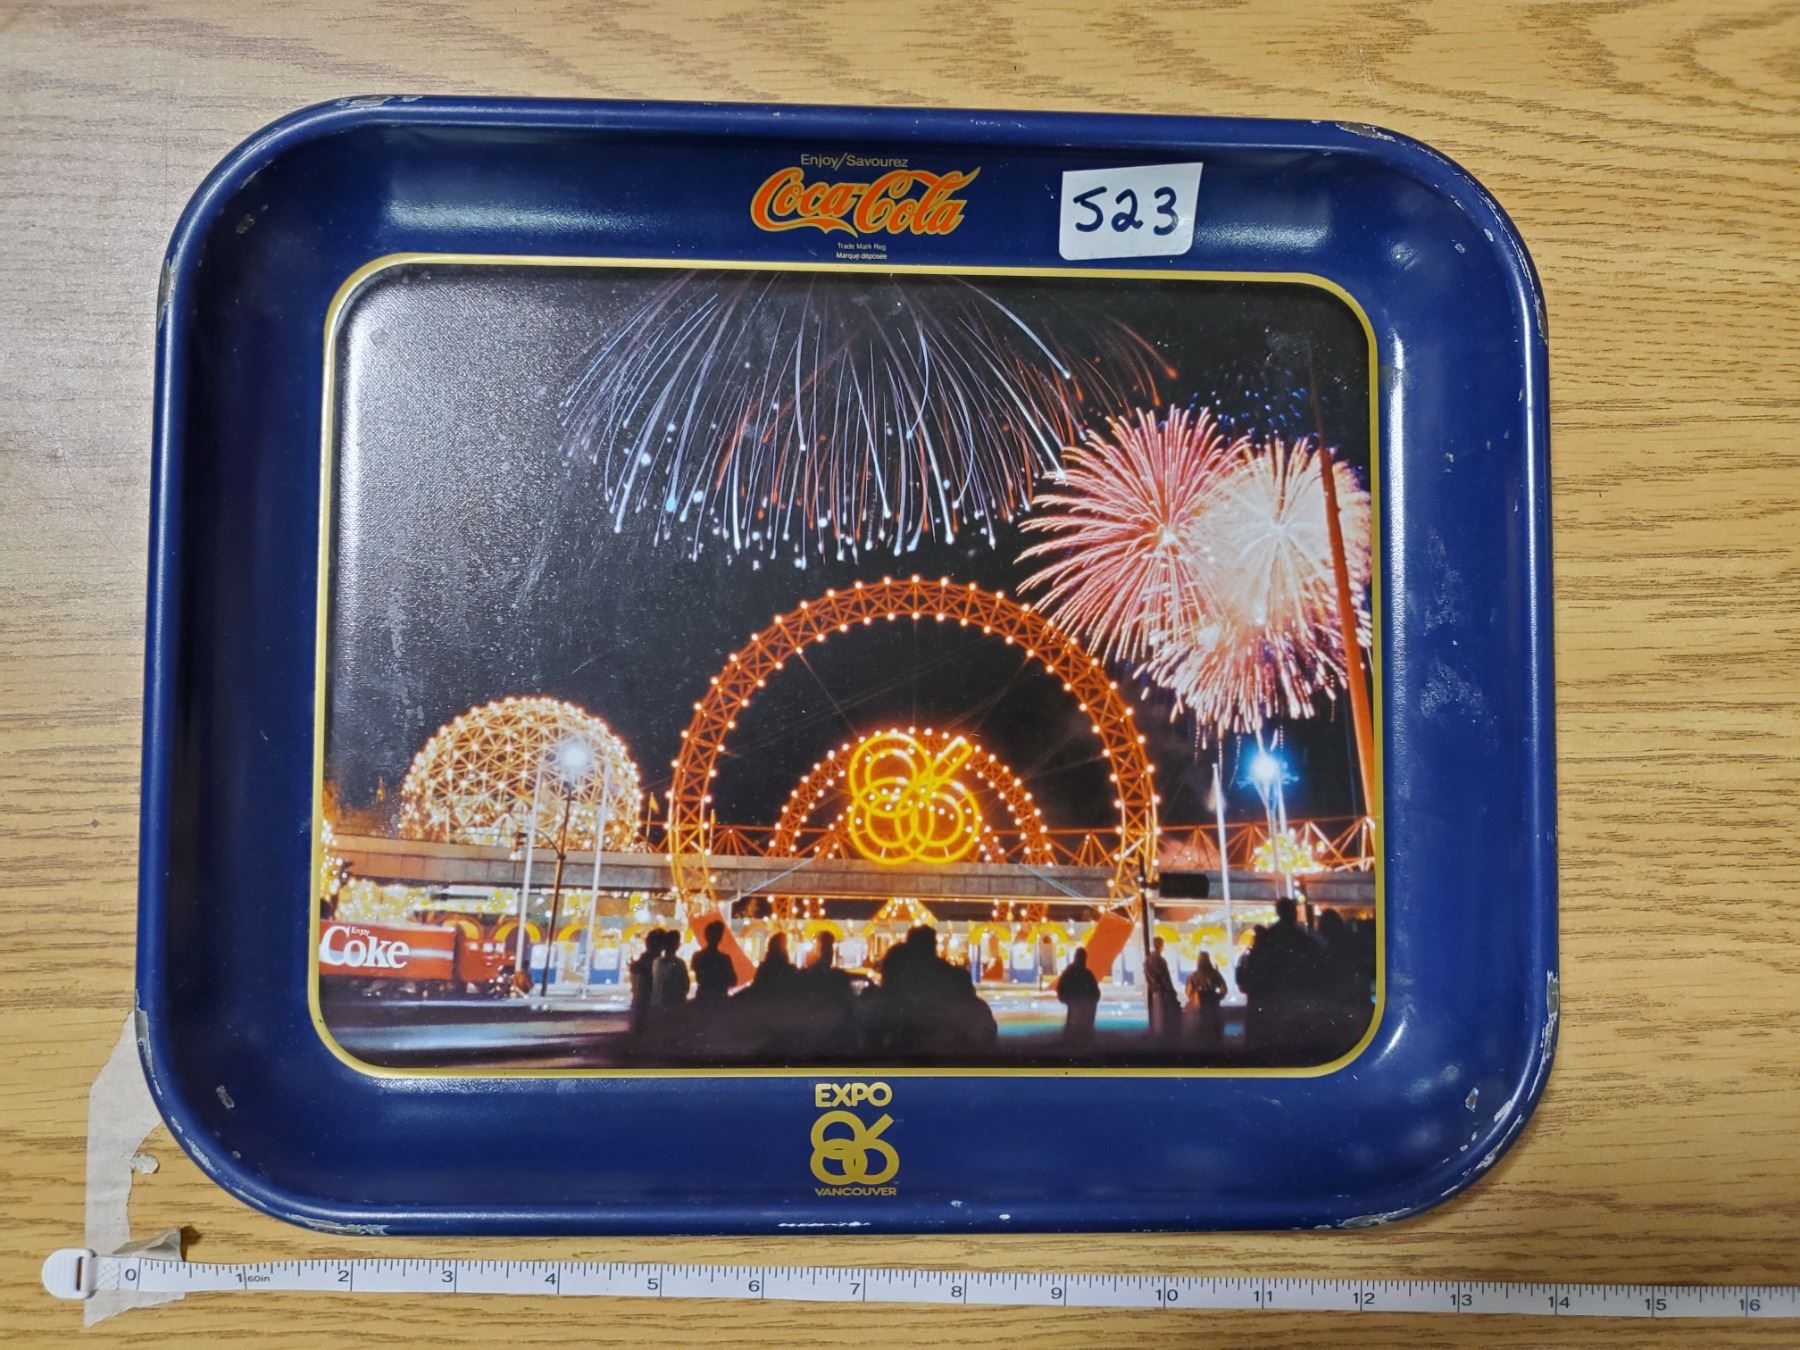 Enjoy/Savourez
Coca-Cola
Trade Mark Reg
Marque déposée
523
86
Enjoy
Coke
EXPO
86
VANCOUVER
0 1 60in 2 3 4 5 6 7 8 9 10 11 12 13 14 15 16